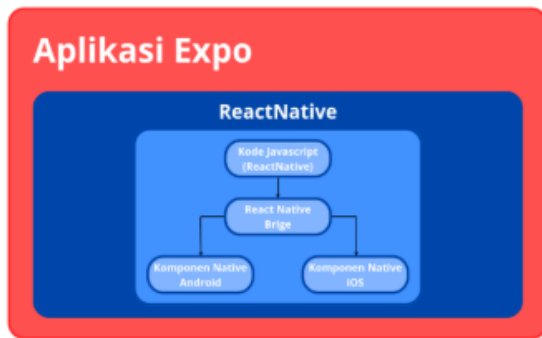 Aplikasi Expo
ReactNative
Kode Javascript
(ReactNative)
React Native
Brige
Komponen Native
Android
Komponen Native
iOS